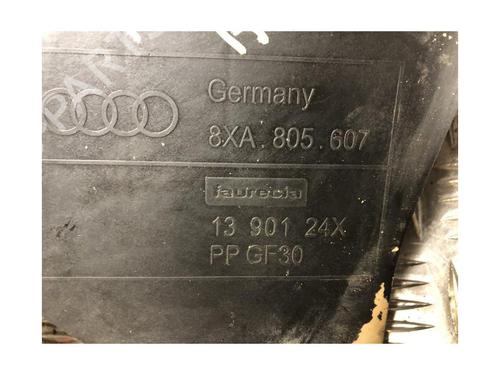 Germany
8XA.805.607
faurecia
13 901 24X
PP GF30